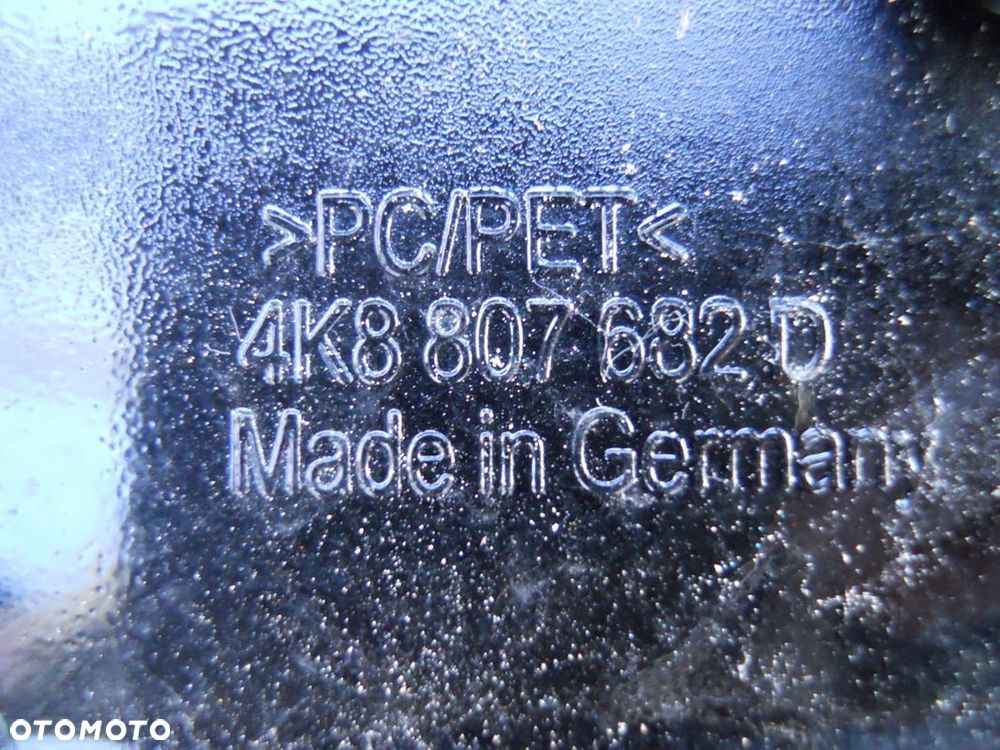 >PC/PET<
4K8 807 682 D
Made in Germany
OTOMOTO